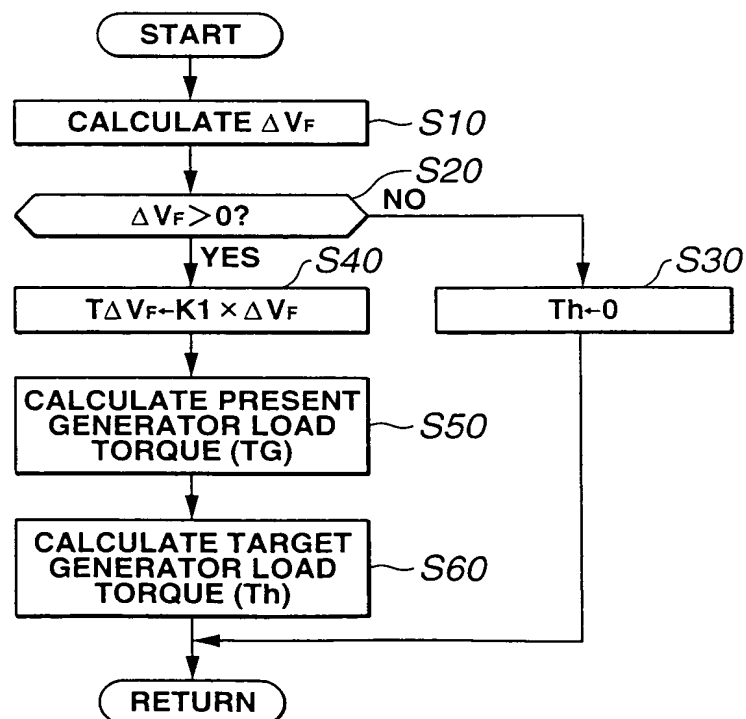 START
CALCULATE ΔVF
S10
S20
ΔVF>0?
NO
YES
S40
TΔVF←K1×ΔVF
S30
Th←0
CALCULATE PRESENT
GENERATOR LOAD
TORQUE (TG)
S50
CALCULATE TARGET
GENERATOR LOAD
TORQUE (Th)
S60
RETURN